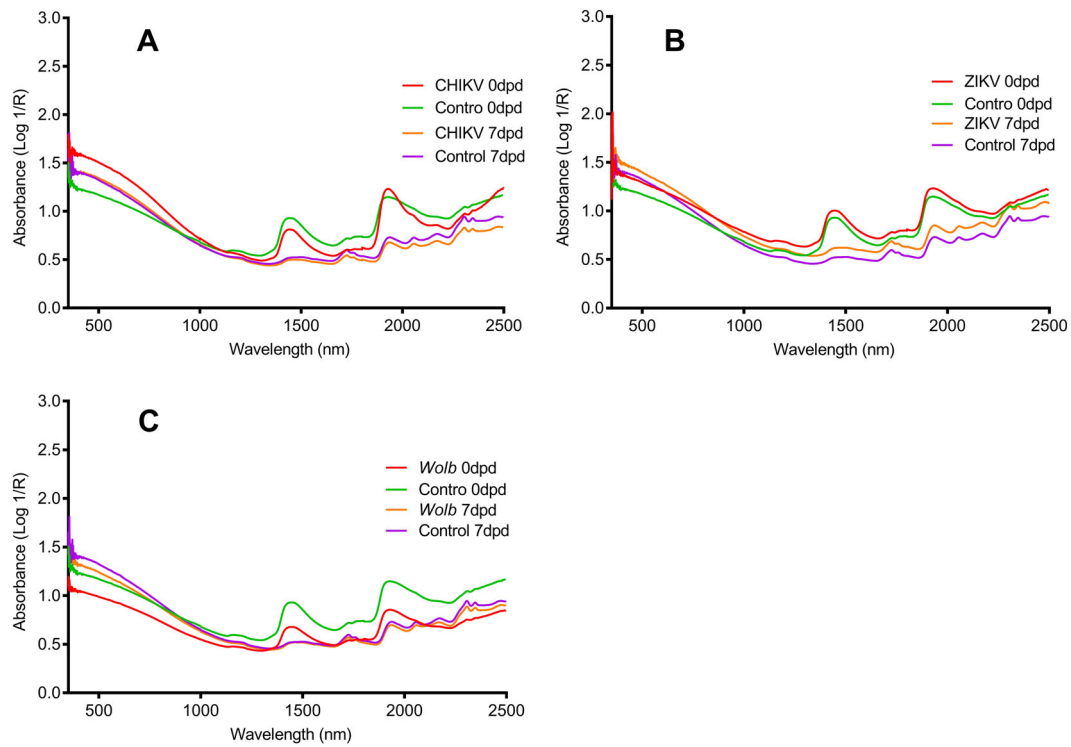 A
3.0
2.5
2.0
1.5
1.0
0.5
0.0
Absorbance (Log 1/R)
500
1000
1500
2000
2500
Wavelength (nm)
CHIKV 0dpd
Contro 0dpd
CHIKV 7dpd
Control 7dpd
B
3.0
2.5
2.0
1.5
1.0
0.5
0.0
Absorbance (Log 1/R)
500
1000
1500
2000
2500
Wavelength (nm)
ZIKV 0dpd
Contro 0dpd
ZIKV 7dpd
Control 7dpd
C
3.0
2.5
2.0
1.5
1.0
0.5
0.0
Absorbance (Log 1/R)
500
1000
1500
2000
2500
Wavelength (nm)
Wolb 0dpd
Contro 0dpd
Wolb 7dpd
Control 7dpd